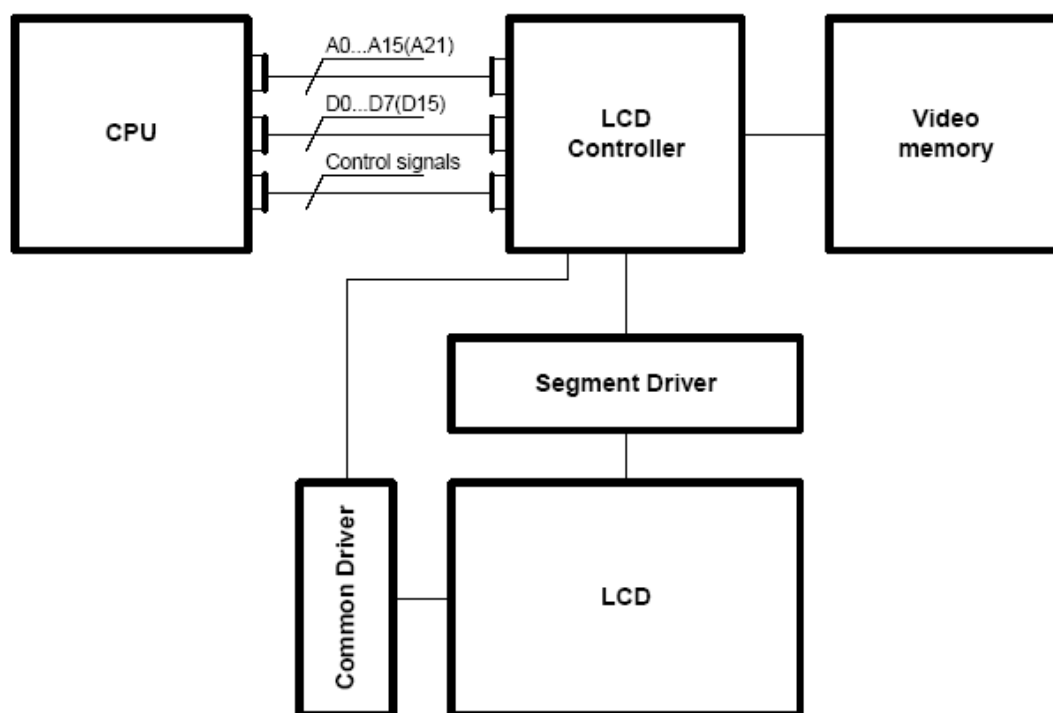 CPU
A0...A15(A21)
D0...D7(D15)
Control signals
LCD
Controller
Video
memory
Segment Driver
Common Driver
LCD